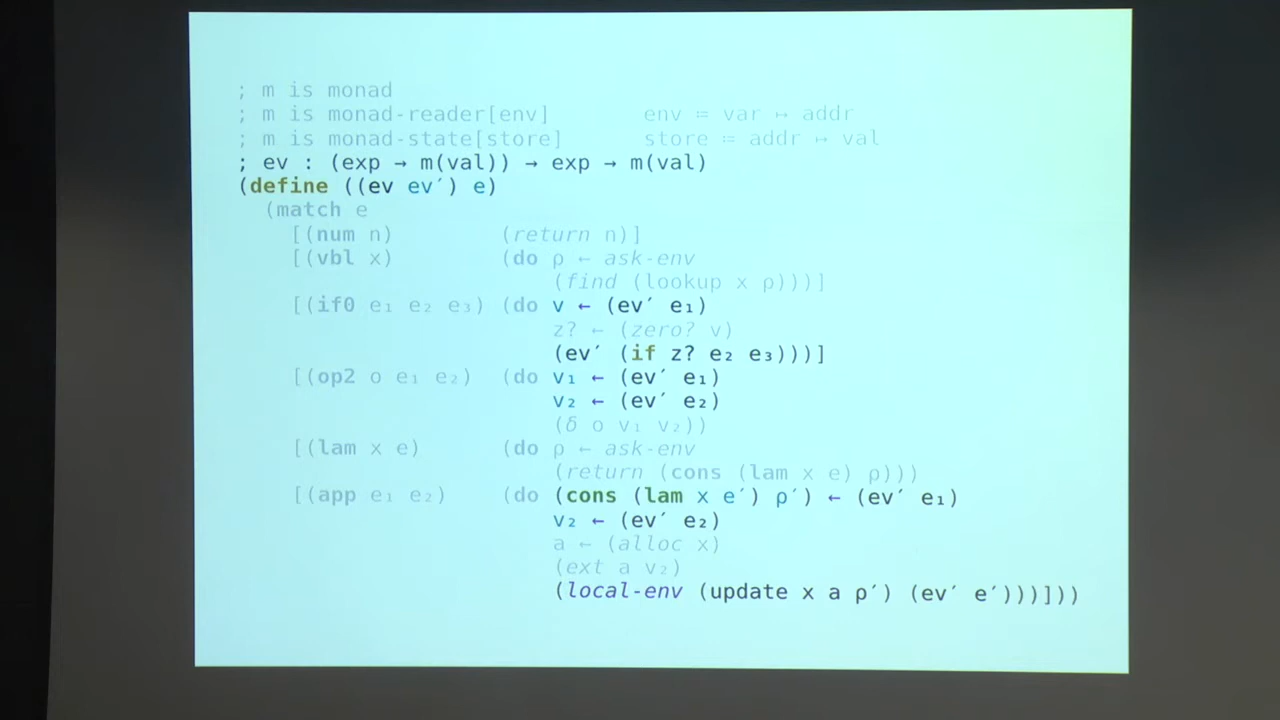 ; m is monad
; m is monad-reader[env] env ≔ var ↦ addr
; m is monad-state[store] store ≔ addr ↦ val
; ev : (exp → m(val)) → exp → m(val)
(define ((ev ev′) e)
(match e
[(num n) (return n)]
[(vbl x) (do ρ ← ask-env
(find (lookup x ρ)))]
[(if0 e₁ e₂ e₃) (do v ← (ev′ e₁)
z? ← (zero? v)
(ev′ (if z? e₂ e₃)))]
[(op2 o e₁ e₂) (do v₁ ← (ev′ e₁)
v₂ ← (ev′ e₂)
(δ o v₁ v₂))
[(lam x e) (do ρ ← ask-env
(return (cons (lam x e) ρ)))
[(app e₁ e₂) (do (cons (lam x e′) ρ′) ← (ev′ e₁)
v₂ ← (ev′ e₂)
a ← (alloc x)
(ext a v₂)
(local-env (update x a ρ′) (ev′ e′)))]))